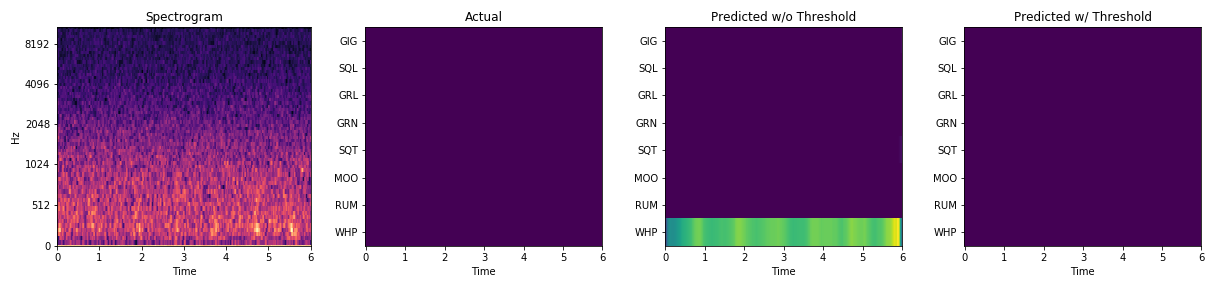 Spectrogram
Hz
8192
4096
2048
1024
512
0
0 1 2 3 4 5 6
Time
Actual
GIG
SQL
GRL
GRN
SQT
MOO
RUM
WHP
0 1 2 3 4 5 6
Time
Predicted w/o Threshold
GIG
SQL
GRL
GRN
SQT
MOO
RUM
WHP
0 1 2 3 4 5 6
Time
Predicted w/ Threshold
GIG
SQL
GRL
GRN
SQT
MOO
RUM
WHP
0 1 2 3 4 5 6
Time